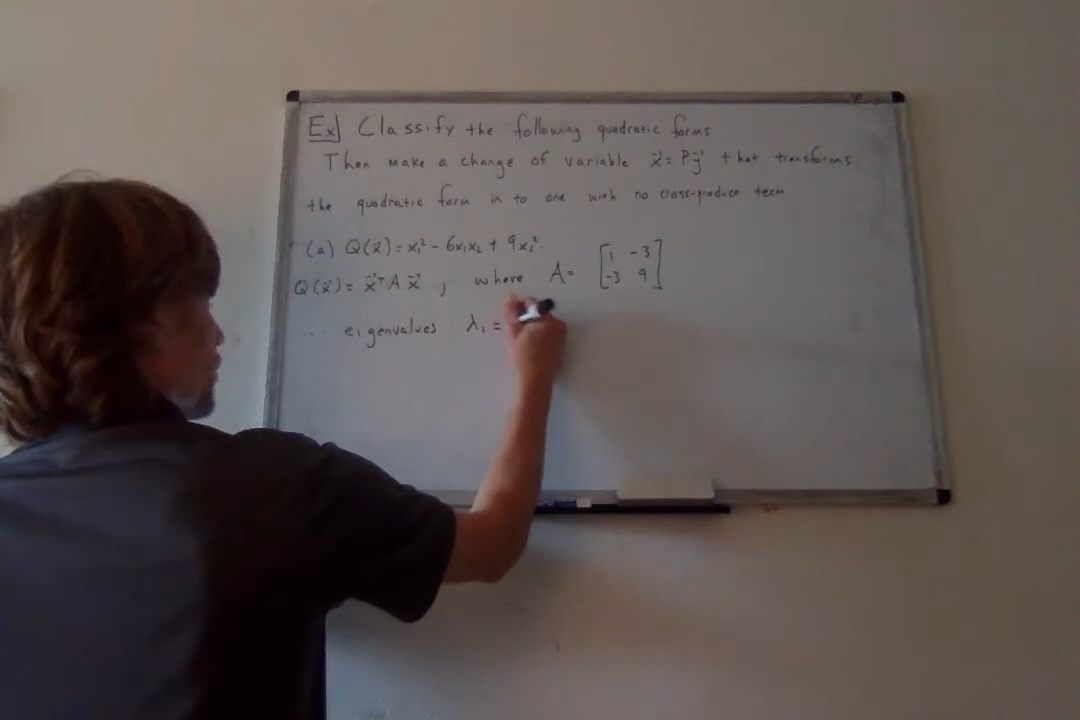 Ex] Classify the following quadratic forms
Then make a change of variable x⃗ = Py⃗ that transforms
the quadratic form in to one with no cross-product term
(a) Q(x⃗) = x₁² - 6x₁x₂ + 9x₂²
Q(x⃗) = x⃗ᵀ A x⃗ ; where A = [1 -3
-3 9]
eigenvalues λ₁ =